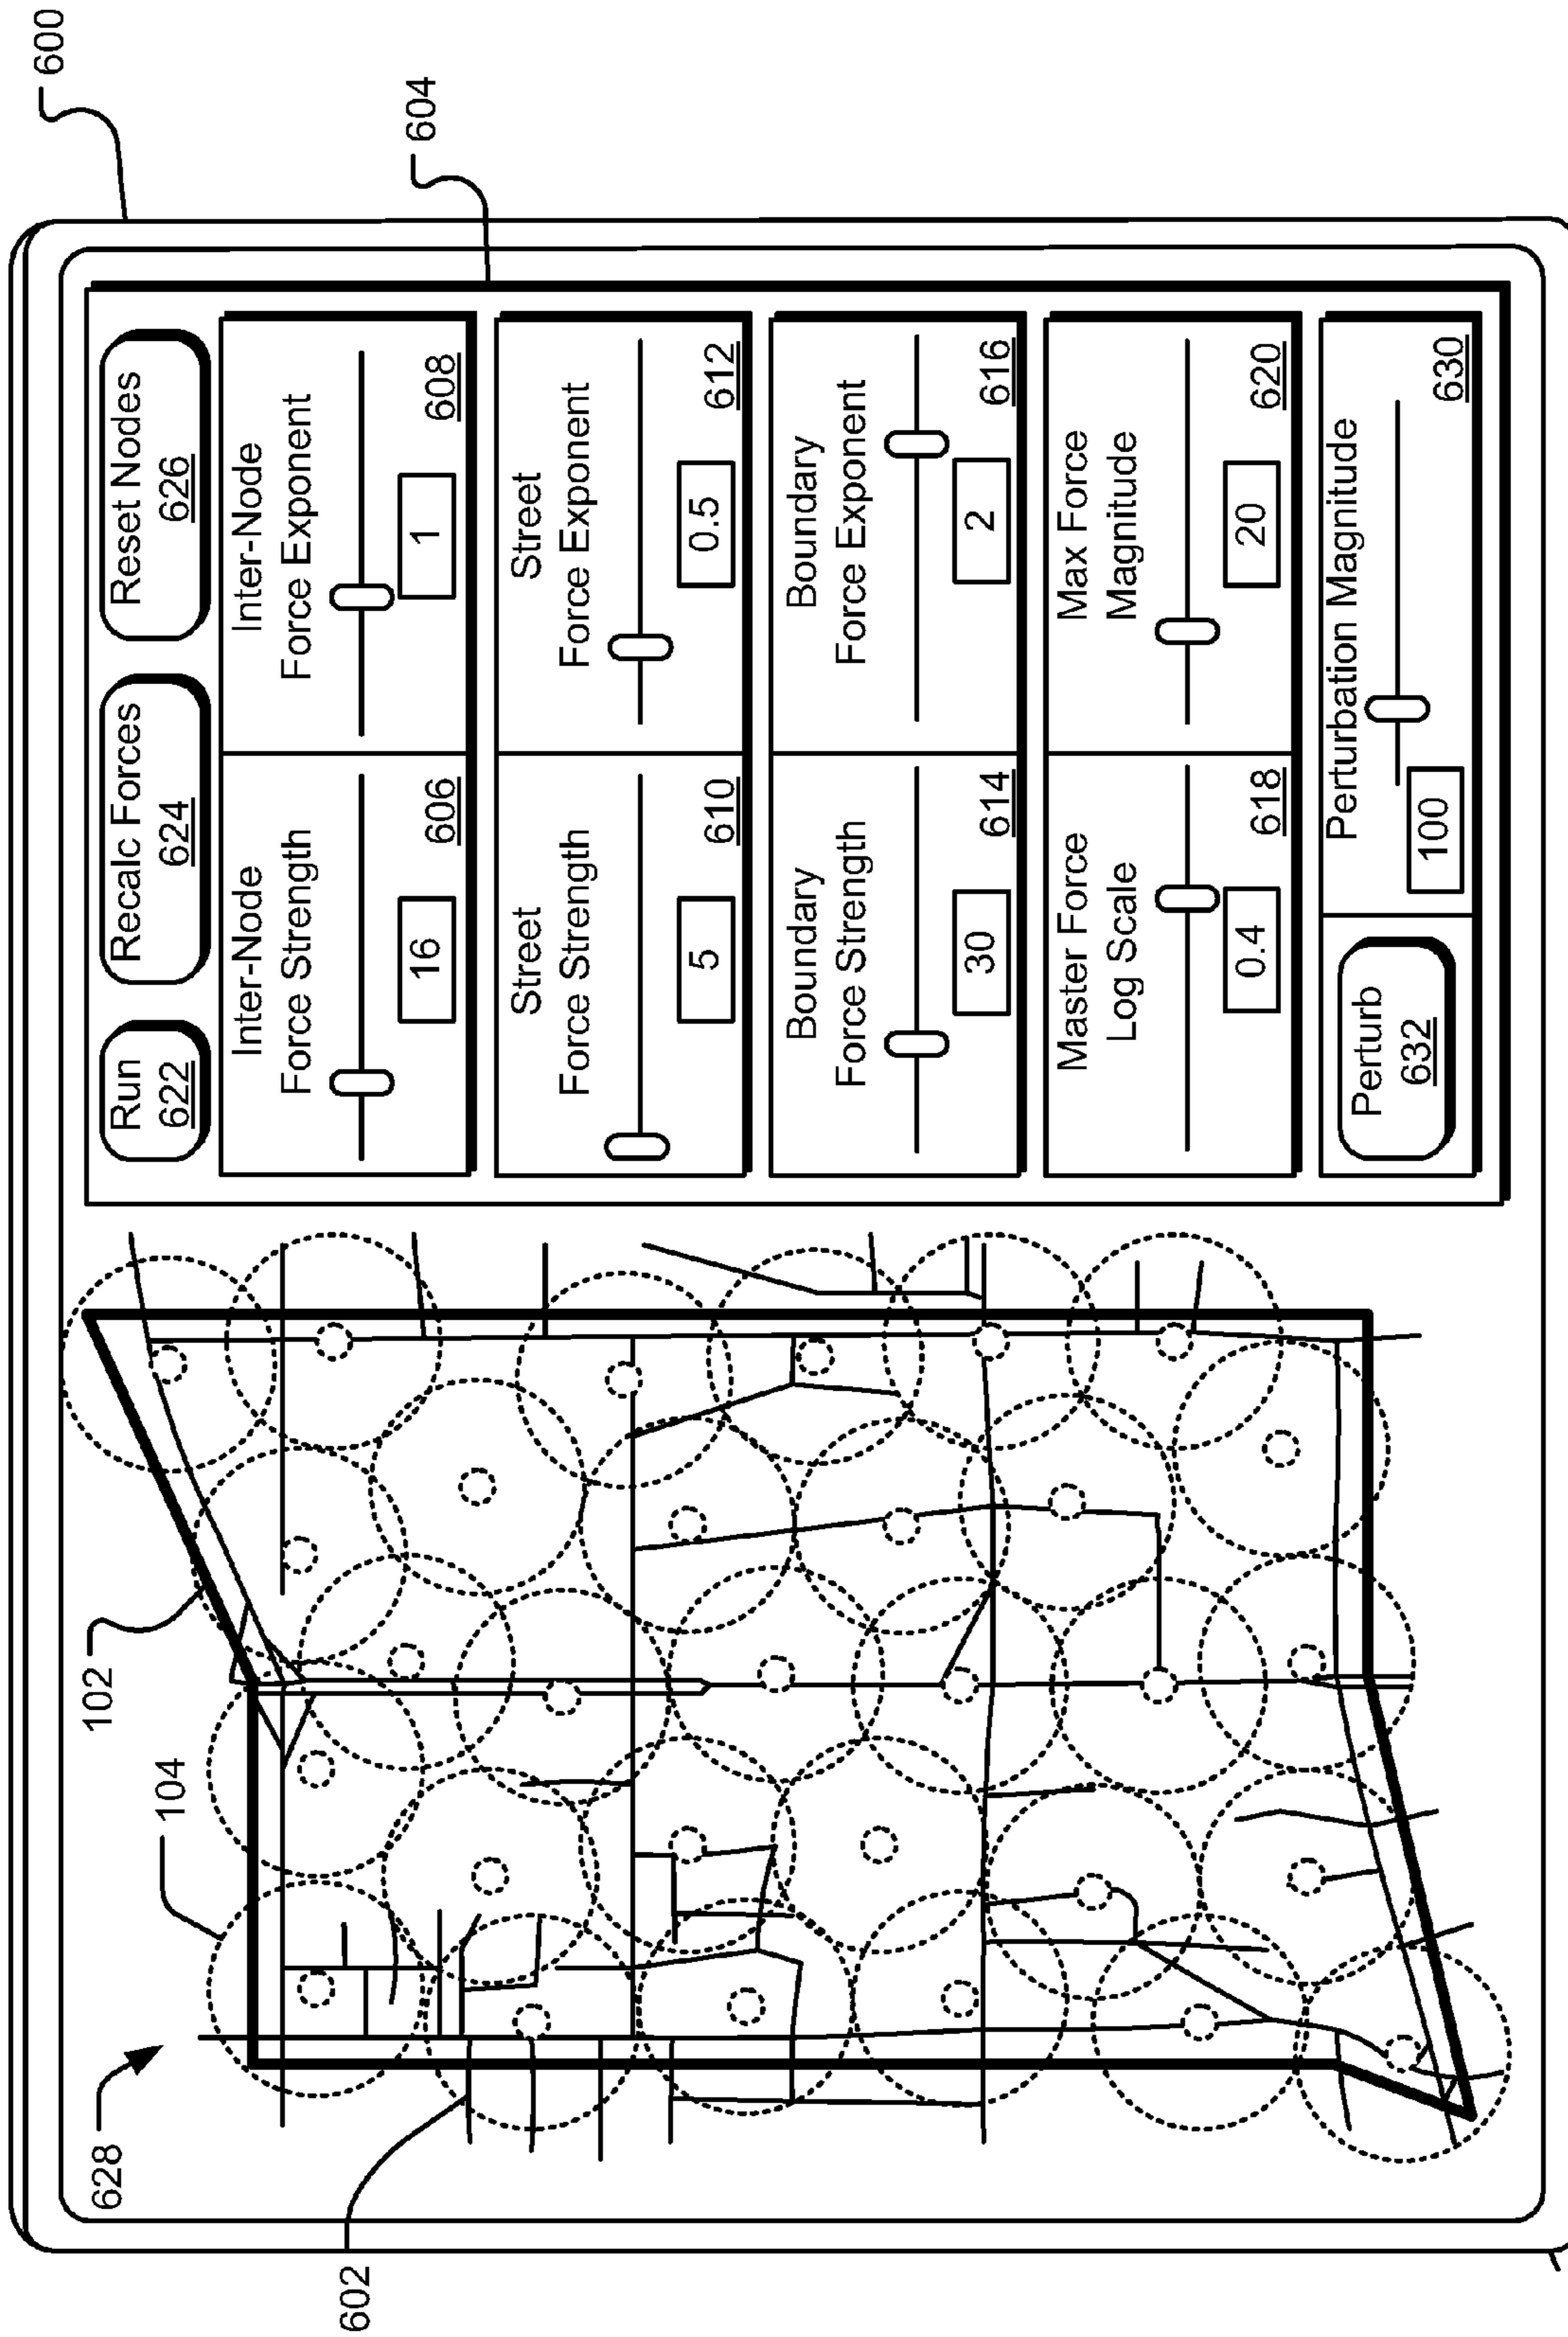 600
604
Run
622
Recalc Forces
624
Reset Nodes
626
Inter-Node
Force Strength
16
606
Inter-Node
Force Exponent
1
608
Street
Force Strength
5
610
Street
Force Exponent
0.5
612
Boundary
Force Strength
30
614
Boundary
Force Exponent
2
616
Master Force
Log Scale
0.4
618
Max Force
Magnitude
20
620
Perturb
632
Perturbation Magnitude
100
630
628
104
102
602